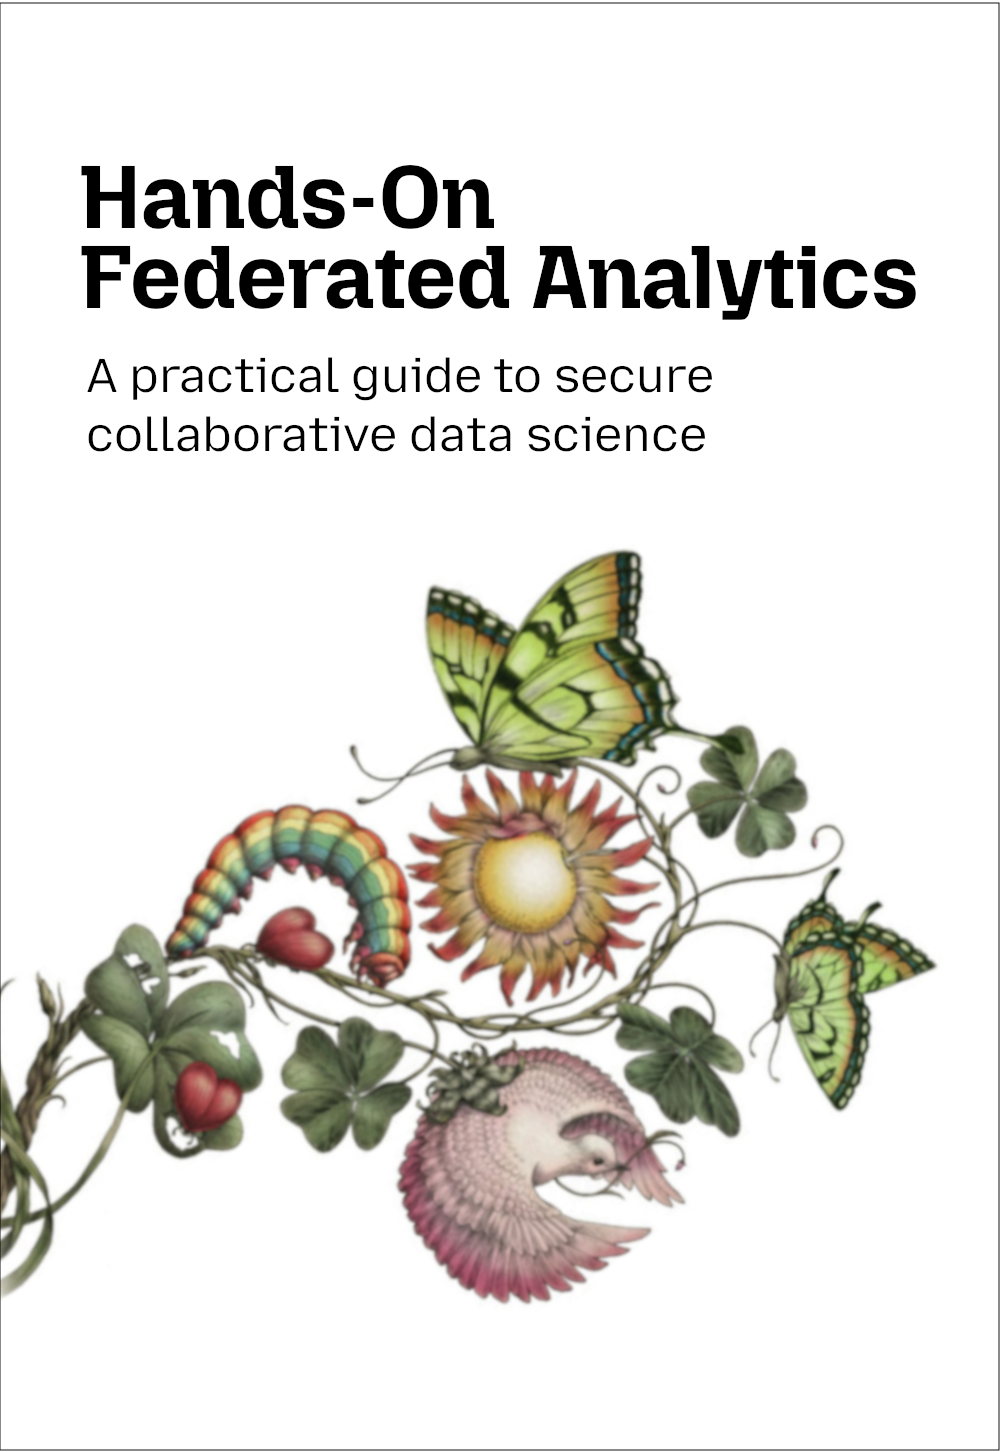 Hands-On
Federated Analytics
A practical guide to secure
collaborative data science